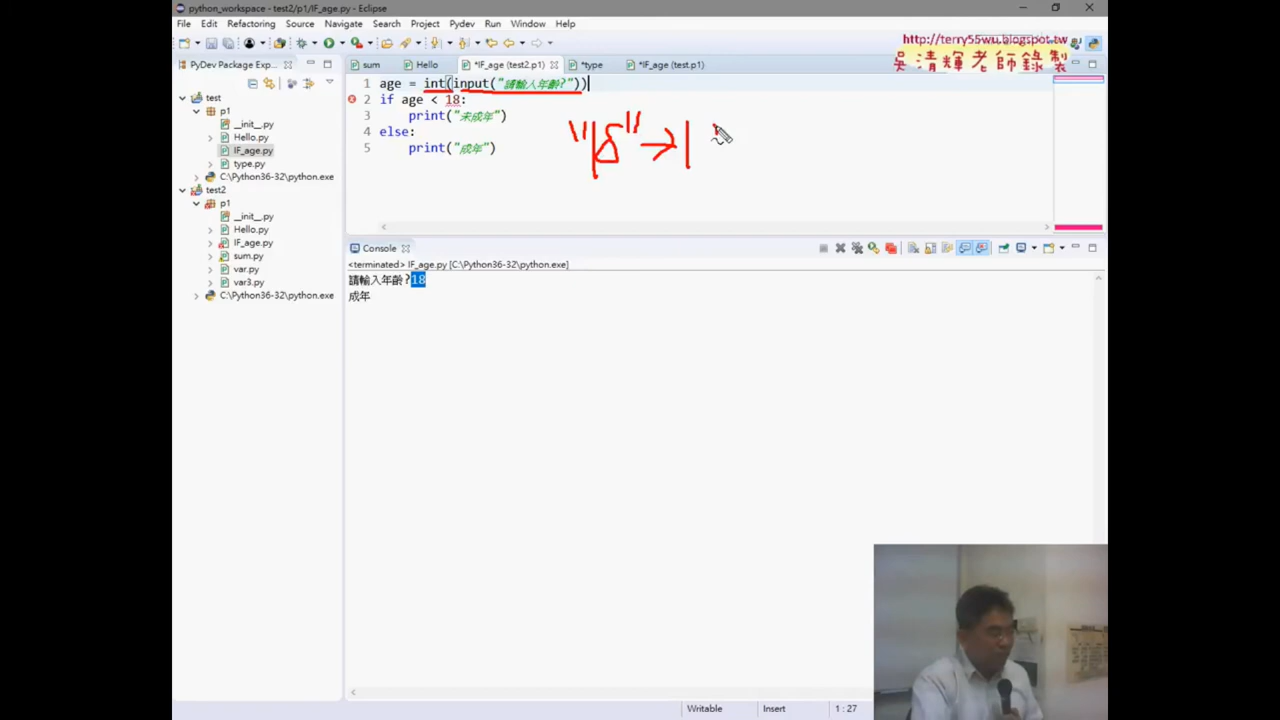 python_workspace - test2/p1/IF_age.py - Eclipse
File Edit Refactoring Source Navigate Search Project Pydev Run Window Help
http://terry55wu.blogspot.tw
吳清輝老師錄製
PyDev Package Exp...
sum
Hello
*IF_age (test2.p1)
*type
*IF_age (test.p1)
test
p1
__init__.py
Hello.py
IF_age.py
type.py
C:\Python36-32\python.exe
test2
p1
__init__.py
Hello.py
IF_age.py
sum.py
var.py
var3.py
C:\Python36-32\python.exe
1 age = int(input("請輸入年齡?"))
2 if age < 18:
3 print("未成年")
4 else:
5 print("成年")
"18" → 1
Console
<terminated> IF_age.py [C:\Python36-32\python.exe]
請輸入年齡?18
成年
Writable Insert 1 : 27